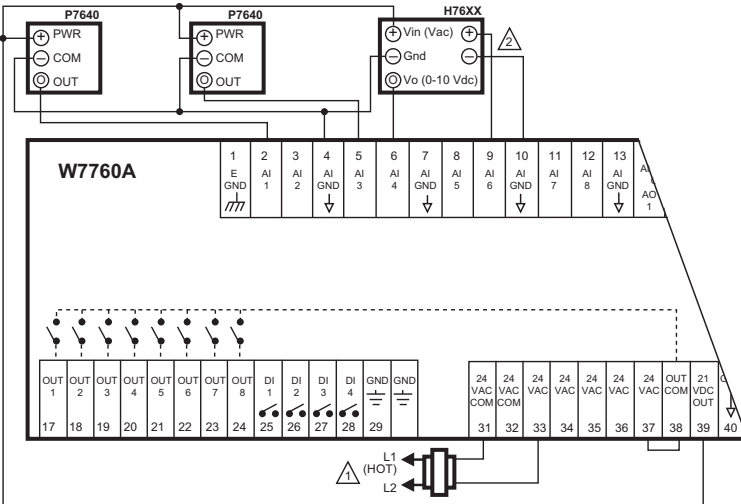 P7640
PWR
COM
OUT
P7640
PWR
COM
OUT
H76XX
Vin (Vac)
Gnd
Vo (0-10 Vdc)
2
W7760A
1
E
GND
2
AI
1
3
AI
2
4
AI
GND
5
AI
3
6
AI
4
7
AI
GND
8
AI
5
9
AI
6
10
AI
GND
11
AI
7
12
AI
8
13
AI
GND
AO
1
OUT
1
17
OUT
2
18
OUT
3
19
OUT
4
20
OUT
5
21
OUT
6
22
OUT
7
23
OUT
8
24
DI
1
25
DI
2
26
DI
3
27
DI
4
28
GND
29
GND
24
VAC
COM
31
24
VAC
COM
32
24
VAC
33
24
VAC
34
24
VAC
35
24
VAC
36
24
VAC
37
OUT
COM
38
21
VDC
OUT
39
40
1
L1
(HOT)
L2